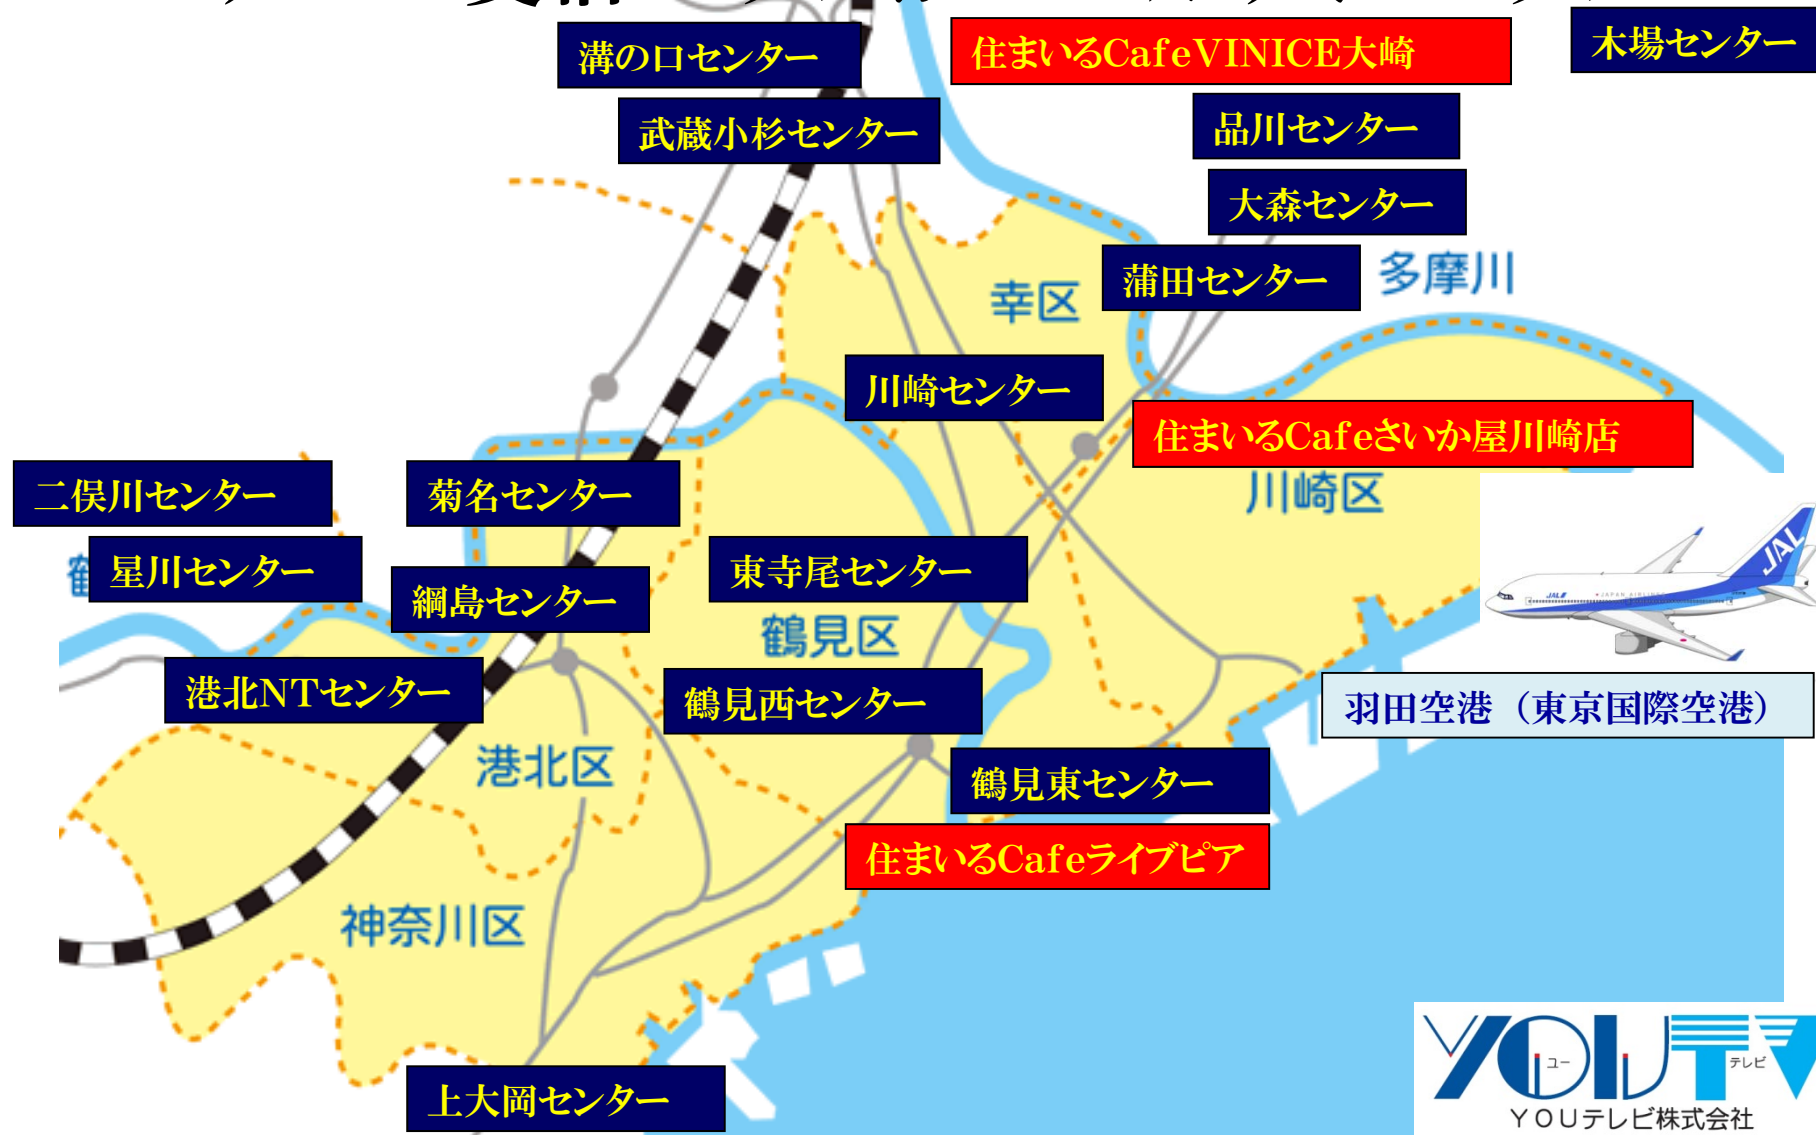 溝の口センター
住まいるCafeVINICE大崎
木場センター
武蔵小杉センター
品川センター
大森センター
蒲田センター
多摩川
幸区
川崎センター
住まいるCafeさいか屋川崎店
川崎区
二俣川センター
菊名センター
星川センター
鶴
綱島センター
東寺尾センター
JAL
JAL
JAPAN AIRLINES
鶴見区
港北NTセンター
鶴見西センター
羽田空港（東京国際空港）
港北区
鶴見東センター
住まいるCafeライブピア
神奈川区
上大岡センター
YOUTV
ユー
テレビ
YOUテレビ株式会社